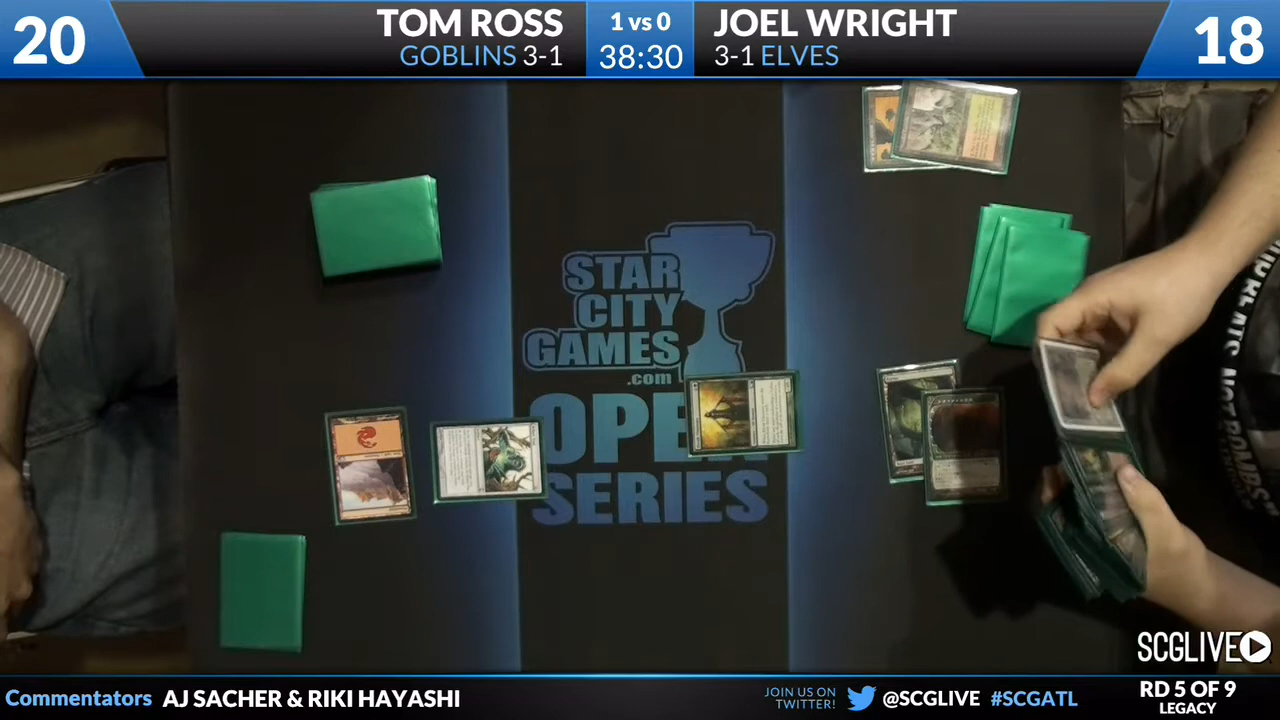 20
TOM ROSS
GOBLINS 3-1
1 vs 0
38:30
JOEL WRIGHT
3-1 ELVES
18
STAR
CITY
GAMES
.com
OPEN
SERIES
SCGLIVE
Commentators AJ SACHER & RIKI HAYASHI
JOIN US ON
TWITTER!
@SCGLIVE #SCGATL
RD 5 OF 9
LEGACY